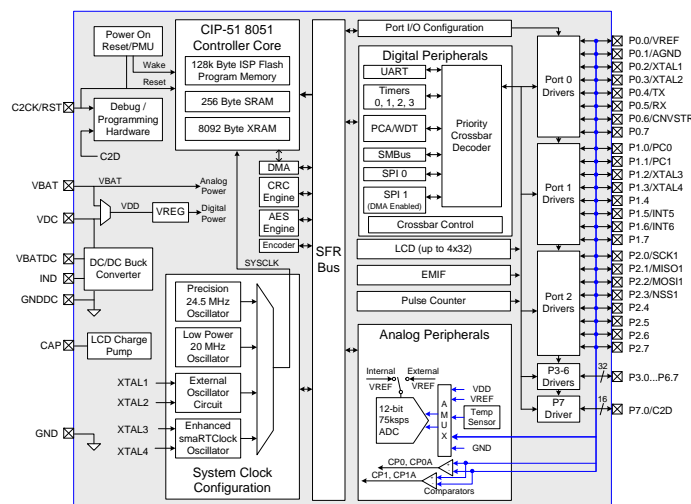 Power On
Reset/PMU
Wake
Reset
C2CK/RST
Debug /
Programming
Hardware
C2D
CIP-51 8051
Controller Core
128k Byte ISP Flash
Program Memory
256 Byte SRAM
8092 Byte XRAM
VBAT
VBAT
Analog
Power
VDC
VDD
VREG
Digital
Power
DMA
CRC
Engine
AES
Engine
Encoder
SYSCLK
VBATDC
IND
GNDDC
DC/DC Buck
Converter
CAP
LCD Charge
Pump
XTAL1
XTAL2
XTAL3
XTAL4
GND
Precision
24.5 MHz
Oscillator
Low Power
20 MHz
Oscillator
External
Oscillator
Circuit
Enhanced
smaRTClock
Oscillator
System Clock
Configuration
SFR
Bus
Port I/O Configuration
Digital Peripherals
UART
Timers
0, 1, 2, 3
PCA/WDT
SMBus
SPI 0
SPI 1
(DMA Enabled)
Priority
Crossbar
Decoder
Crossbar Control
LCD (up to 4x32)
EMIF
Pulse Counter
Analog Peripherals
Internal
External
VREF
VREF
12-bit
75ksps
ADC
A
M
U
X
VDD
VREF
Temp
Sensor
GND
CP0, CP0A
CP1, CP1A
+
-
+
-
Comparators
Port 0
Drivers
Port 1
Drivers
Port 2
Drivers
P3-6
Drivers
P7
Driver
32
16
P0.0/VREF
P0.1/AGND
P0.2/XTAL1
P0.3/XTAL2
P0.4/TX
P0.5/RX
P0.6/CNVSTR
P0.7
P1.0/PC0
P1.1/PC1
P1.2/XTAL3
P1.3/XTAL4
P1.4
P1.5/INT5
P1.6/INT6
P1.7
P2.0/SCK1
P2.1/MISO1
P2.2/MOSI1
P2.3/NSS1
P2.4
P2.5
P2.6
P2.7
P3.0...P6.7
P7.0/C2D